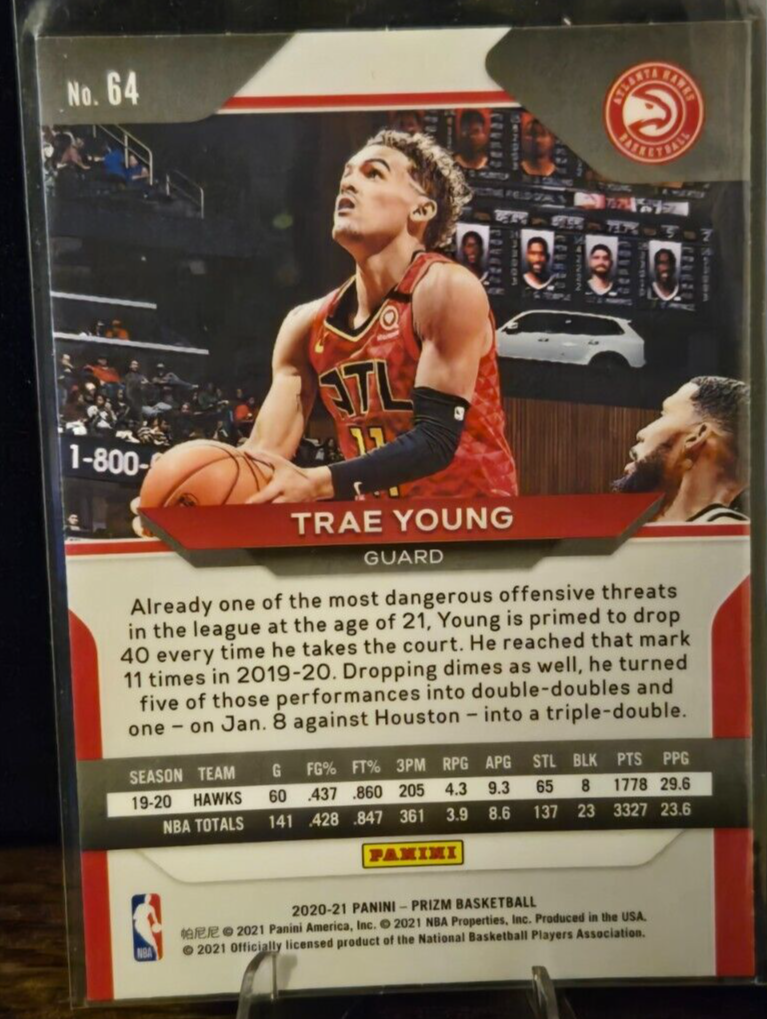 No. 64
ATLANTA HAWKS
BASKETBALL
1-800-
ATL
11
TRAE YOUNG
GUARD
Already one of the most dangerous offensive threats
in the league at the age of 21, Young is primed to drop
40 every time he takes the court. He reached that mark
11 times in 2019-20. Dropping dimes as well, he turned
five of those performances into double-doubles and
one – on Jan. 8 against Houston – into a triple-double.
SEASON TEAM G FG% FT% 3PM RPG APG STL BLK PTS PPG
19-20 HAWKS 60 .437 .860 205 4.3 9.3 65 8 1778 29.6
NBA TOTALS 141 .428 .847 361 3.9 8.6 137 23 3327 23.6
PANINI
2020-21 PANINI – PRIZM BASKETBALL
帕尼尼 © 2021 Panini America, Inc. © 2021 NBA Properties, Inc. Produced in the USA.
© 2021 Officially licensed product of the National Basketball Players Association.
NBA